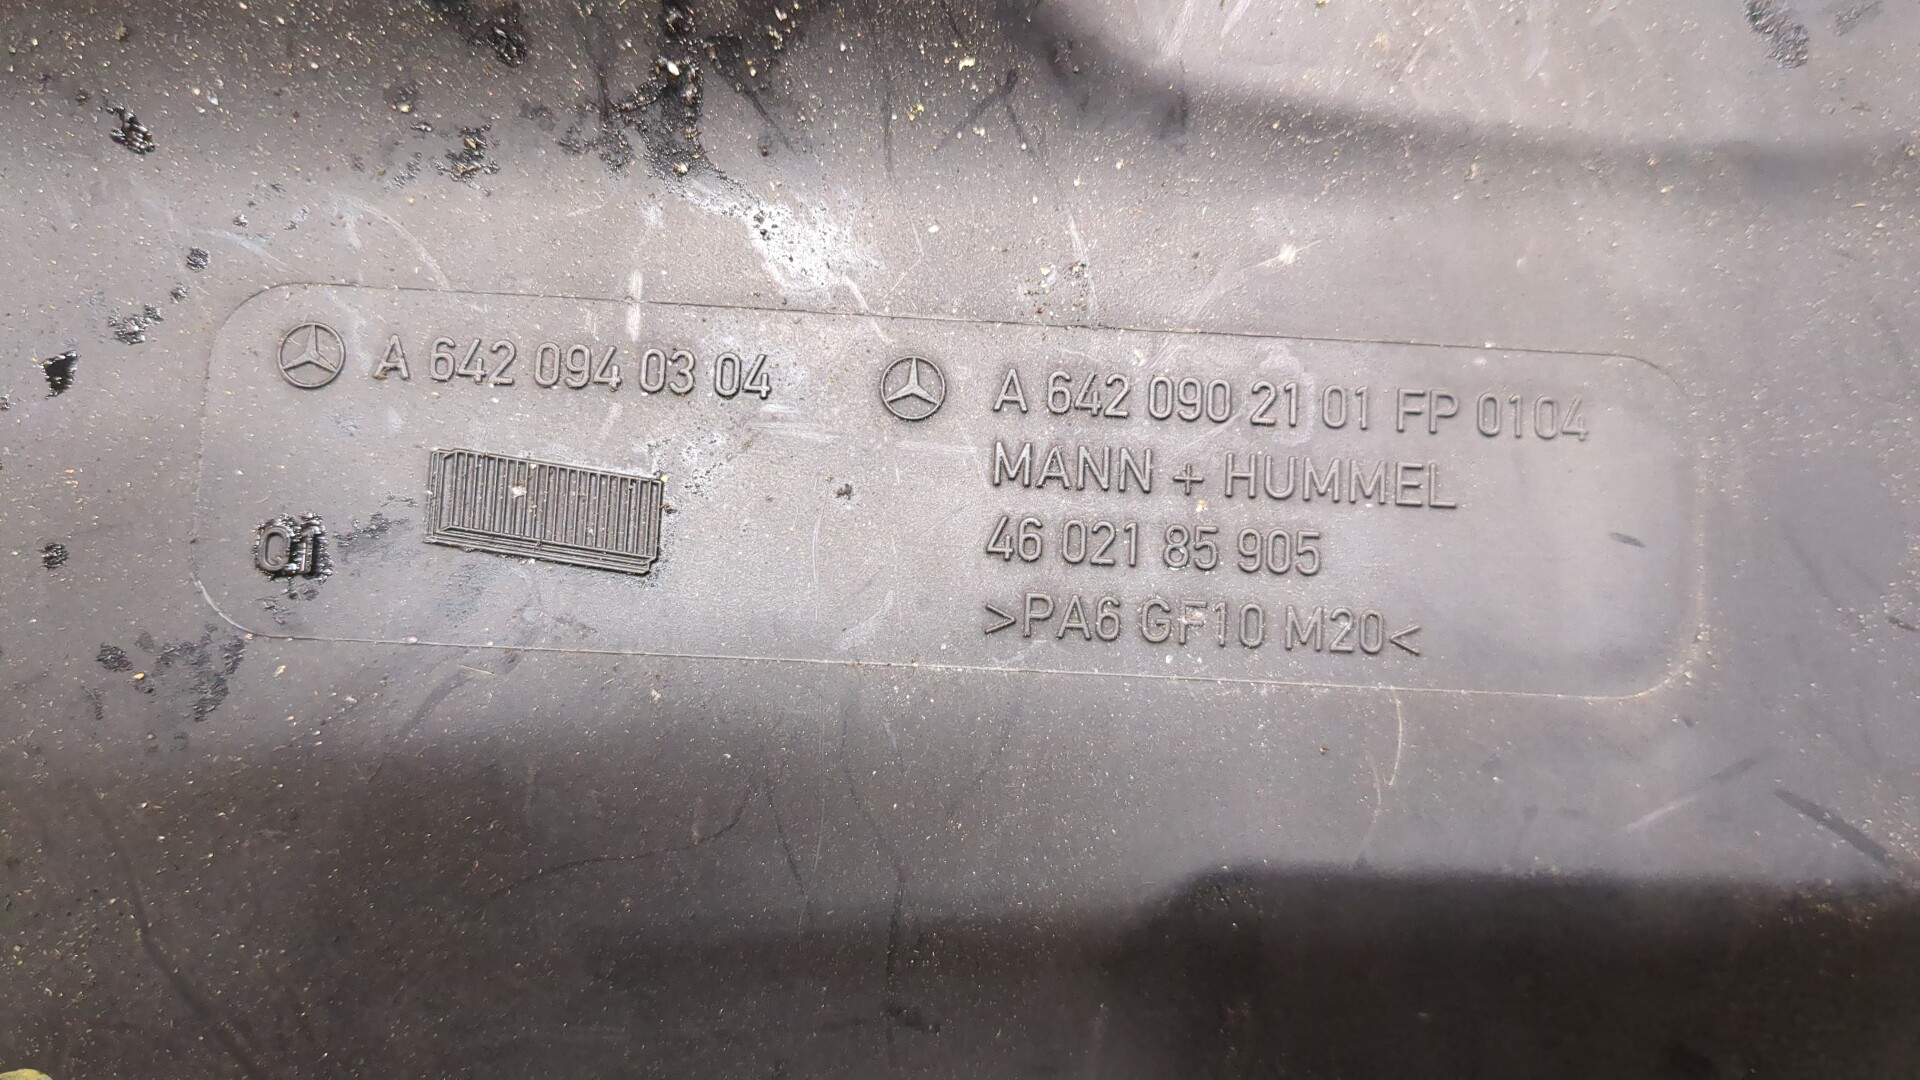 A 642 094 03 04
A 642 090 21 01 FP 0104
MANN + HUMMEL
46 021 85 905
>PA6 GF10 M20<
01